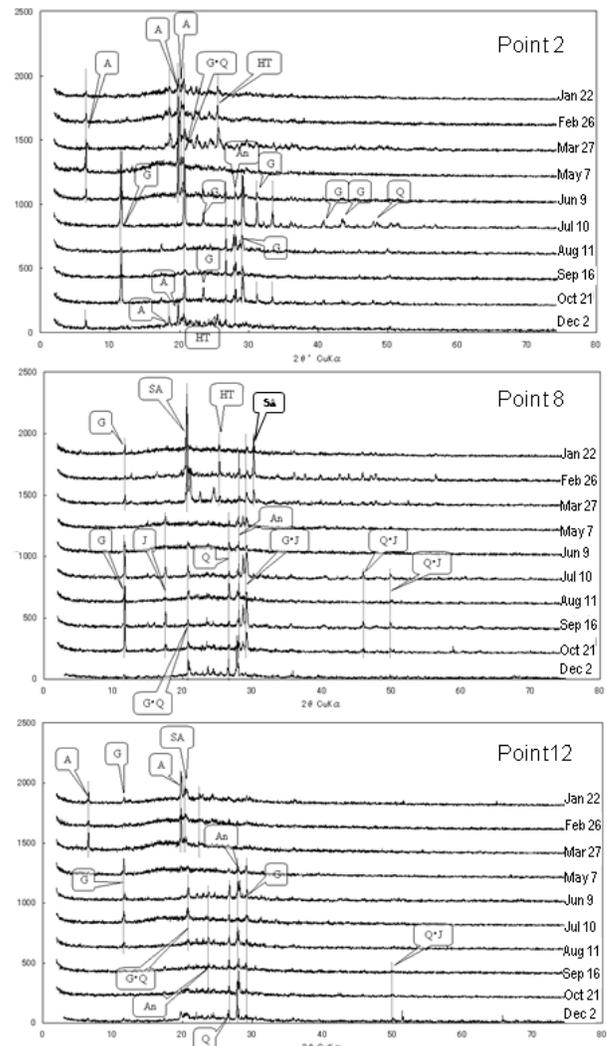 2500
2000
1500
1000
500
0
Point 2
A
A
A
G•Q
HT
An
G
G
G
G
G
Q
G
G
A
A
HT
Jan 22
Feb 26
Mar 27
May 7
Jun 9
Jul 10
Aug 11
Sep 16
Oct 21
Dec 2
0 10 20 30 40 50 60 70 80
2θ° CuKα
2500
2000
1500
1000
500
0
Point 8
SA
HT
SA
G
An
G
J
Q
G•J
Q•J
Q•J
G•Q
Jan 22
Feb 26
Mar 27
May 7
Jun 9
Jul 10
Aug 11
Sep 16
Oct 21
Dec 2
0 10 20 30 40 50 60 70 80
2θ CuKα
2500
2000
1500
1000
500
0
Point12
SA
A
G
A
An
G
G
Q•J
G•Q
An
Q
Jan 22
Feb 26
Mar 27
May 7
Jun 9
Jul 10
Aug 11
Sep 16
Oct 21
Dec 2
0 10 20 30 40 50 60 70 80